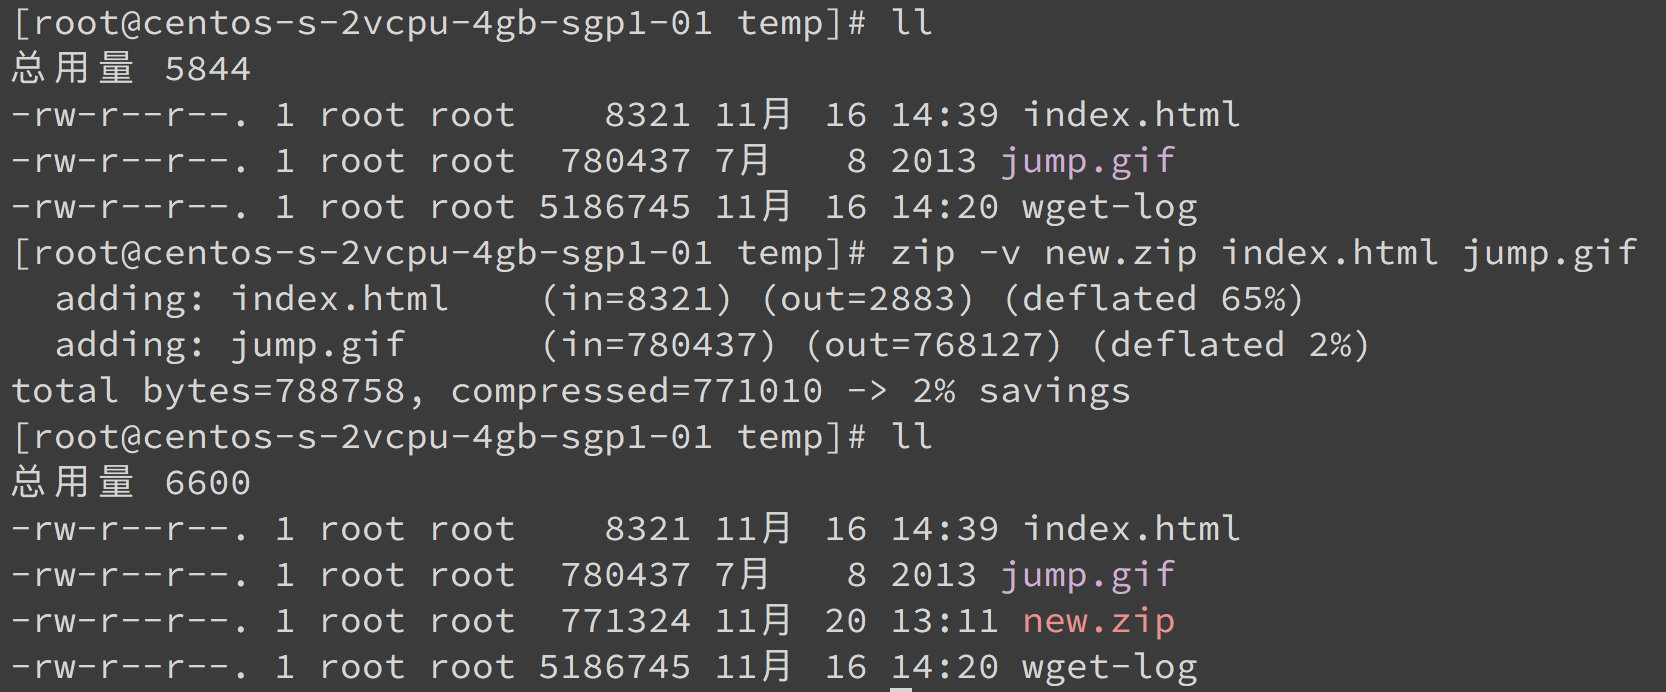 [root@centos-s-2vcpu-4gb-sgp1-01 temp]# ll
总用量 5844
-rw-r--r--. 1 root root    8321 11月  16 14:39 index.html
-rw-r--r--. 1 root root  780437 7月    8 2013 jump.gif
-rw-r--r--. 1 root root 5186745 11月  16 14:20 wget-log
[root@centos-s-2vcpu-4gb-sgp1-01 temp]# zip -v new.zip index.html jump.gif
  adding: index.html    (in=8321) (out=2883) (deflated 65%)
  adding: jump.gif      (in=780437) (out=768127) (deflated 2%)
total bytes=788758, compressed=771010 -> 2% savings
[root@centos-s-2vcpu-4gb-sgp1-01 temp]# ll
总用量 6600
-rw-r--r--. 1 root root    8321 11月  16 14:39 index.html
-rw-r--r--. 1 root root  780437 7月    8 2013 jump.gif
-rw-r--r--. 1 root root  771324 11月  20 13:11 new.zip
-rw-r--r--. 1 root root 5186745 11月  16 14:20 wget-log